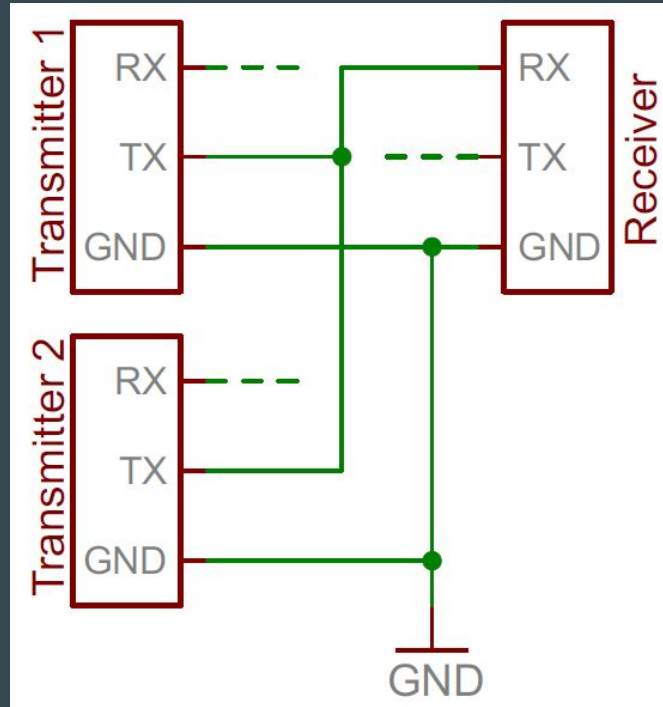 Transmitter 1
RX
TX
GND
RX
TX
GND
Receiver
Transmitter 2
RX
TX
GND
GND